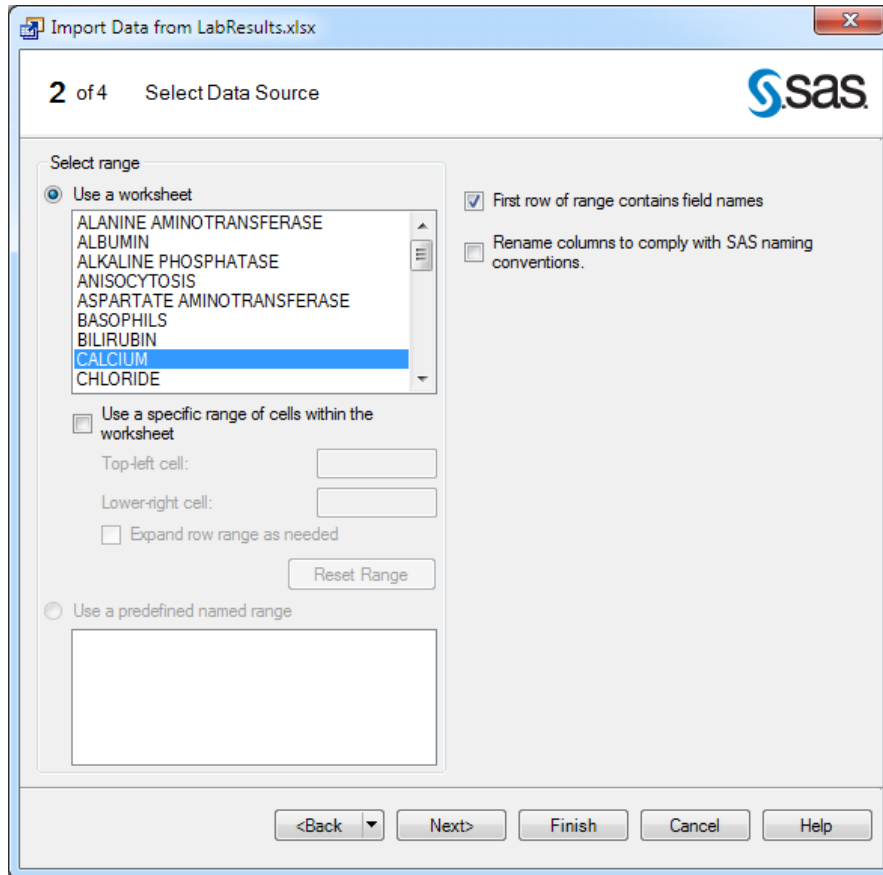 Import Data from LabResults.xlsx
2 of 4 Select Data Source
sas
Select range
Use a worksheet
ALANINE AMINOTRANSFERASE
ALBUMIN
ALKALINE PHOSPHATASE
ANISOCYTOSIS
ASPARTATE AMINOTRANSFERASE
BASOPHILS
BILIRUBIN
CALCIUM
CHLORIDE
Use a specific range of cells within the
worksheet
Top-left cell:
Lower-right cell:
Expand row range as needed
Reset Range
Use a predefined named range
First row of range contains field names
Rename columns to comply with SAS naming
conventions.
<Back
Next>
Finish
Cancel
Help